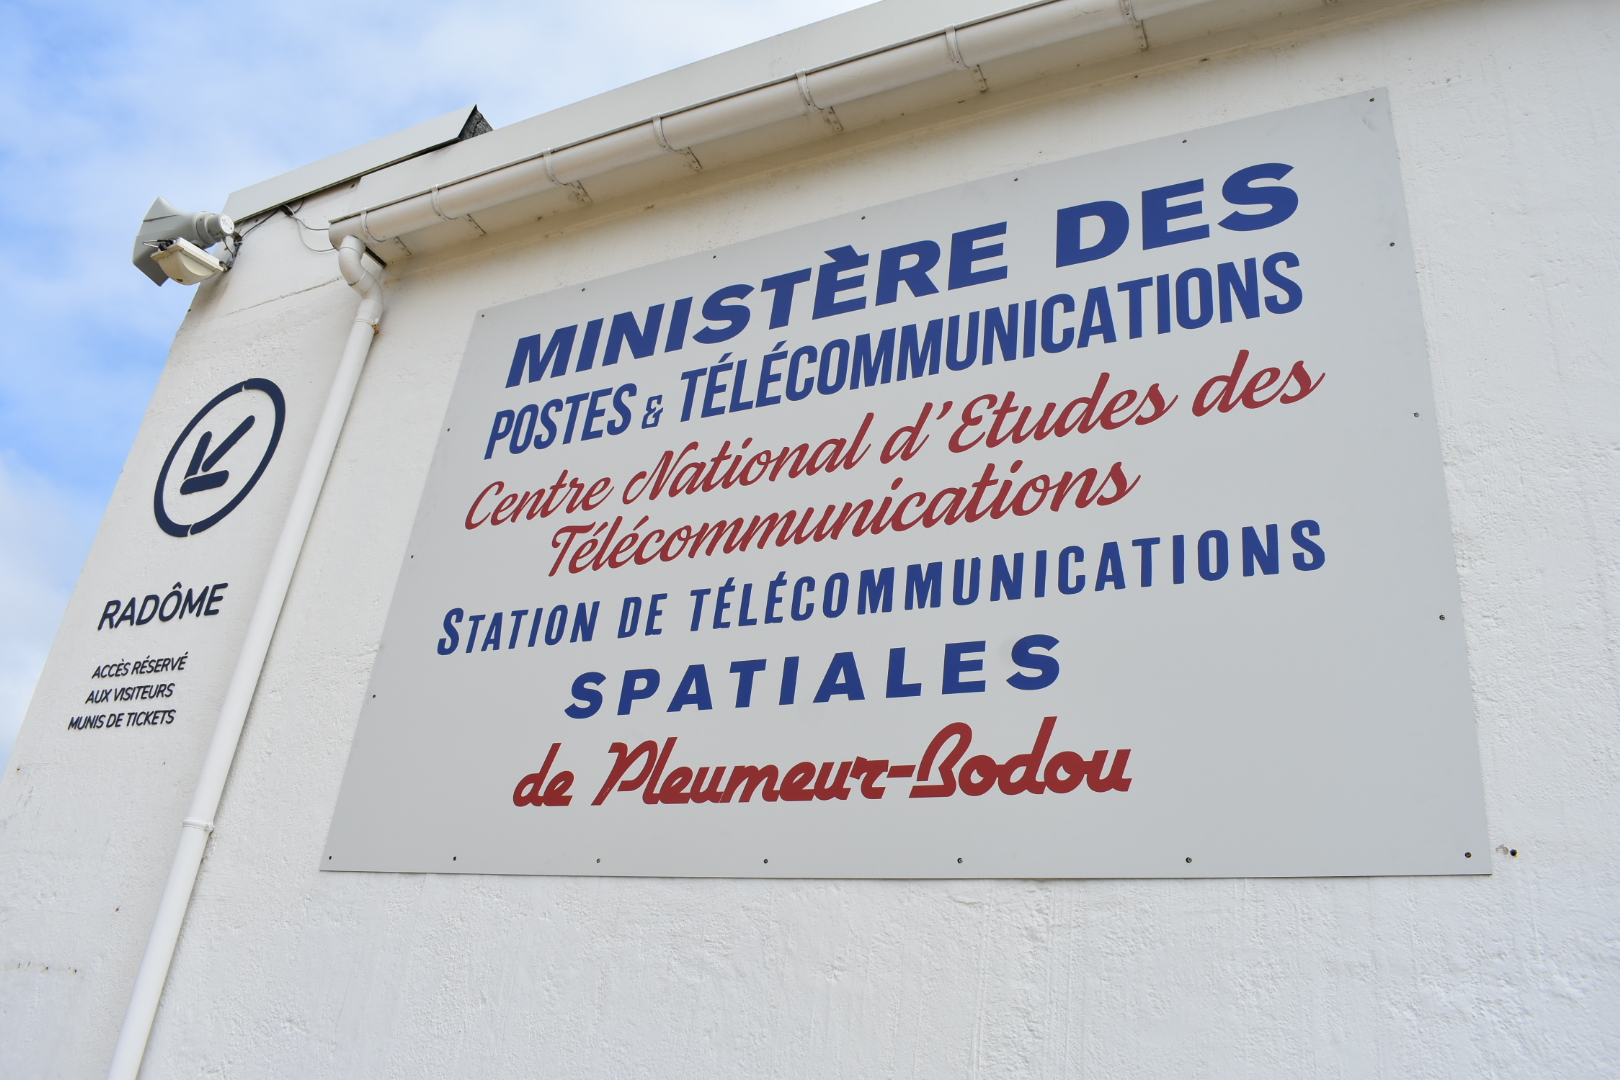 MINISTÈRE DES
POSTES & TÉLÉCOMMUNICATIONS
Centre National d'Etudes des
Télécommunications
STATION DE TÉLÉCOMMUNICATIONS
SPATIALES
de Pleumeur-Bodou
RADÔME
ACCÈS RÉSERVÉ
AUX VISITEURS
MUNIS DE TICKETS